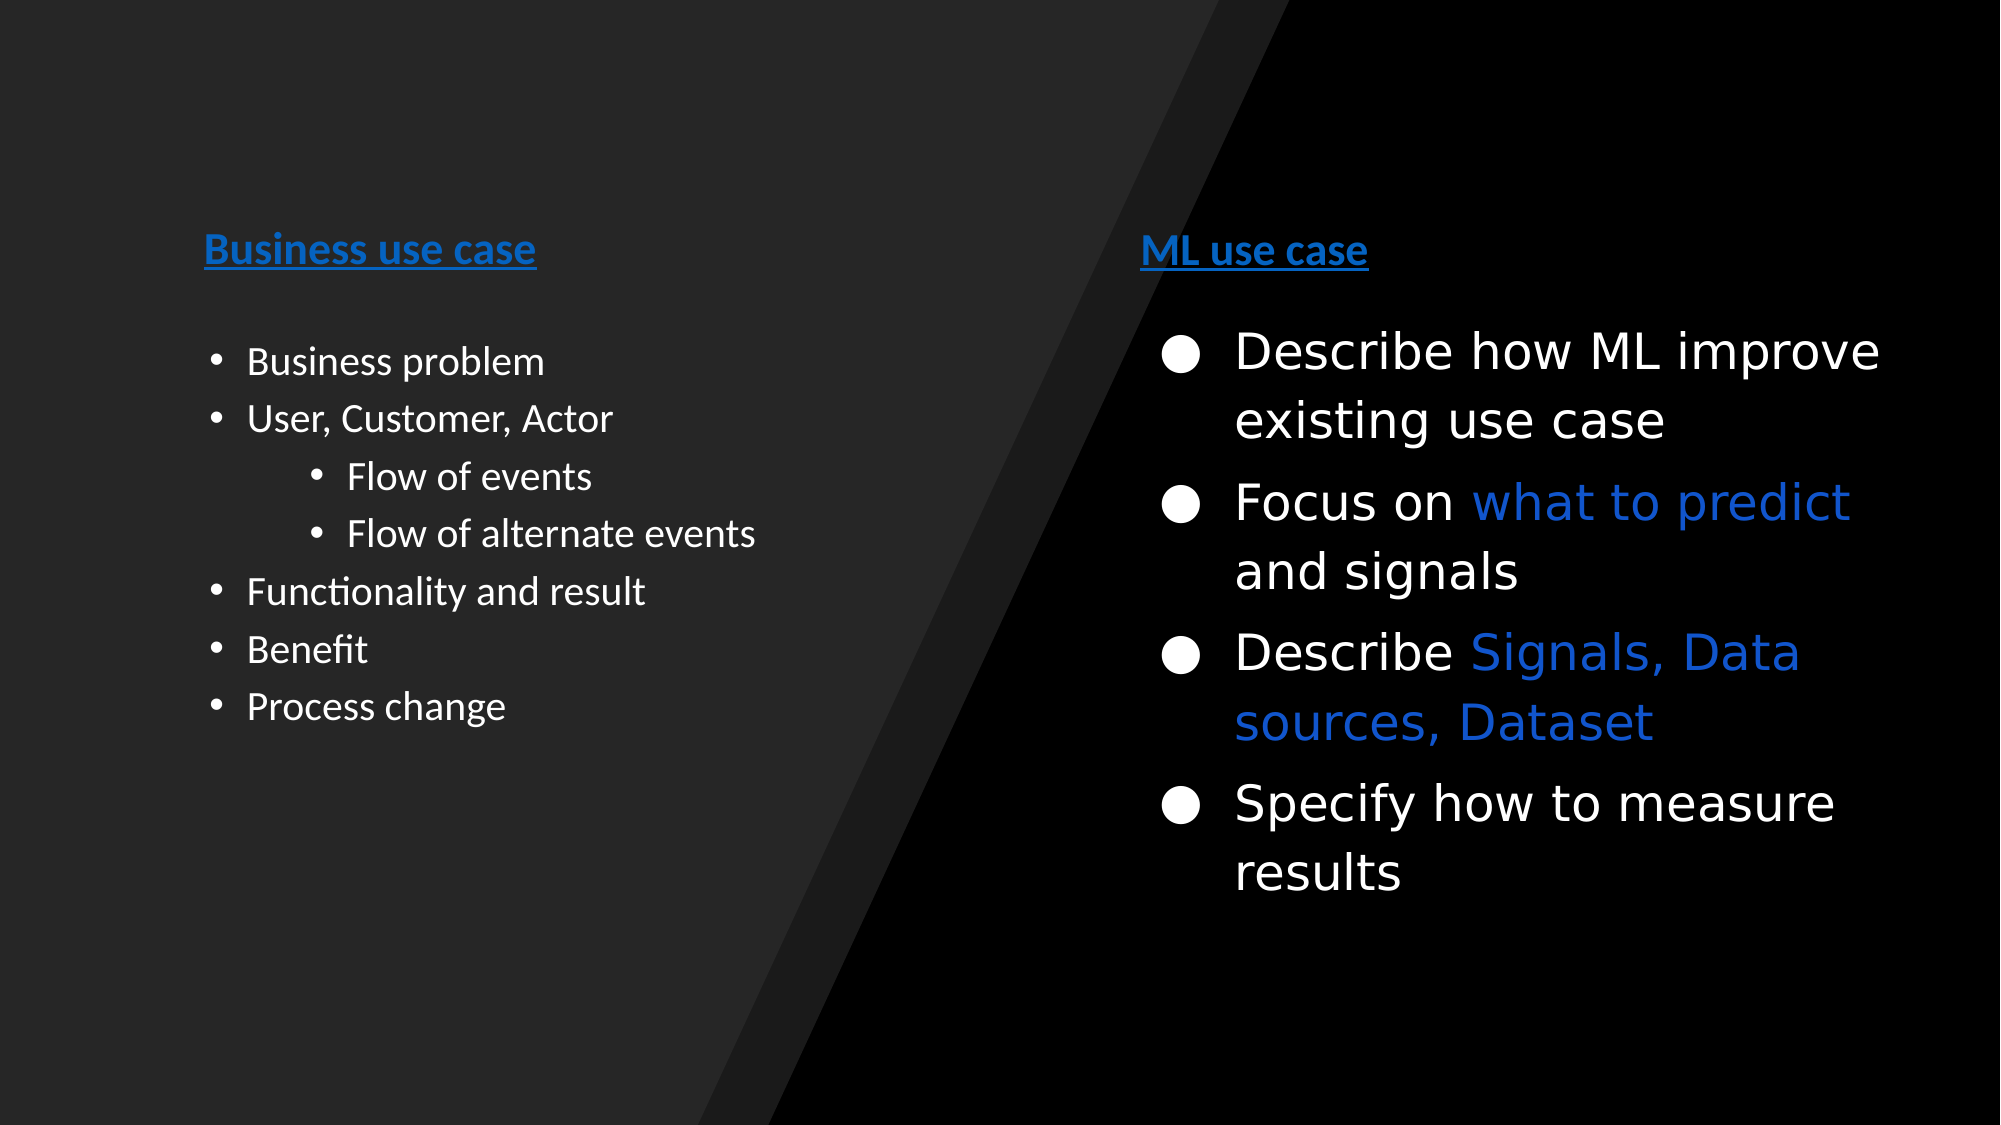 Business use case
• Business problem
• User, Customer, Actor
• Flow of events
• Flow of alternate events
• Functionality and result
• Benefit
• Process change
ML use case
● Describe how ML improve
existing use case
● Focus on what to predict
and signals
● Describe Signals, Data
sources, Dataset
● Specify how to measure
results